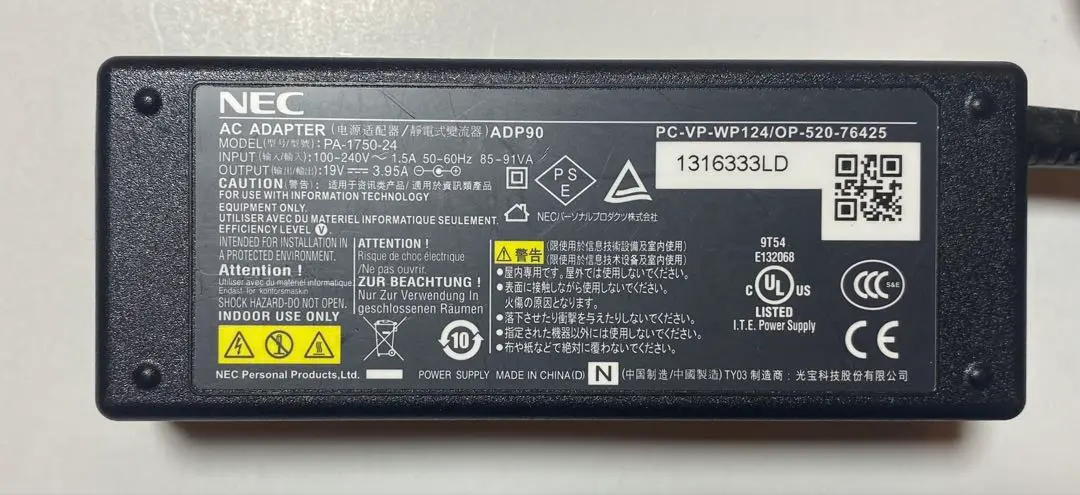 NEC
AC ADAPTER (电源适配器/靜電式變流器) ADP90
PC-VP-WP124/OP-520-76425
MODEL(型号/型號): PA-1750-24
INPUT (输入/輸入): 100-240V～ 1.5A 50-60Hz 85-91VA
OUTPUT(输出/輸出): 19V⎓ 3.95A
CAUTION (警告): 适用于资讯类产品/ 適用於資訊類產品
FOR USE WITH INFORMATION TECHNOLOGY
EQUIPMENT ONLY.
UTILISER AVEC DU MATERIEL INFORMATIQUE SEULEMENT.
EFFICIENCY LEVEL V
PS
E
NECパーソナルプロダクツ株式会社
1316333LD
INTENDED FOR INSTALLATION IN
A PROTECTED ENVIRONMENT.
Attention !
Utiliser avec du matériel informatique.
Endast för kontorsmaskin
SHOCK HAZARD-DO NOT OPEN.
INDOOR USE ONLY
ATTENTION !
Risque de choc électrique
/Ne pas ouvrir.
ZUR BEACHTUNG !
Nur Zur Verwendung In
geschlossenen Räumen
10
警告 (限使用於信息技術設備及室内使用)
(限使用于信息技术设备及室内使用)
●屋内専用です。屋外では使用しないでください。
●表面に接触しながら使用しないでください。
火傷の原因となります。
●落下させたり衝撃を与えたりしないでください。
●指定された機器以外には使用しないでください。
●布や紙などで絶対に覆わないでください。
9T54
E132068
C UL US
LISTED
I.T.E. Power Supply
CCC S&E
CE
NEC Personal Products,Ltd.
POWER SUPPLY MADE IN CHINA(D) N (中国制造/中國製造) TY03 制造商：光宝科技股份有限公司